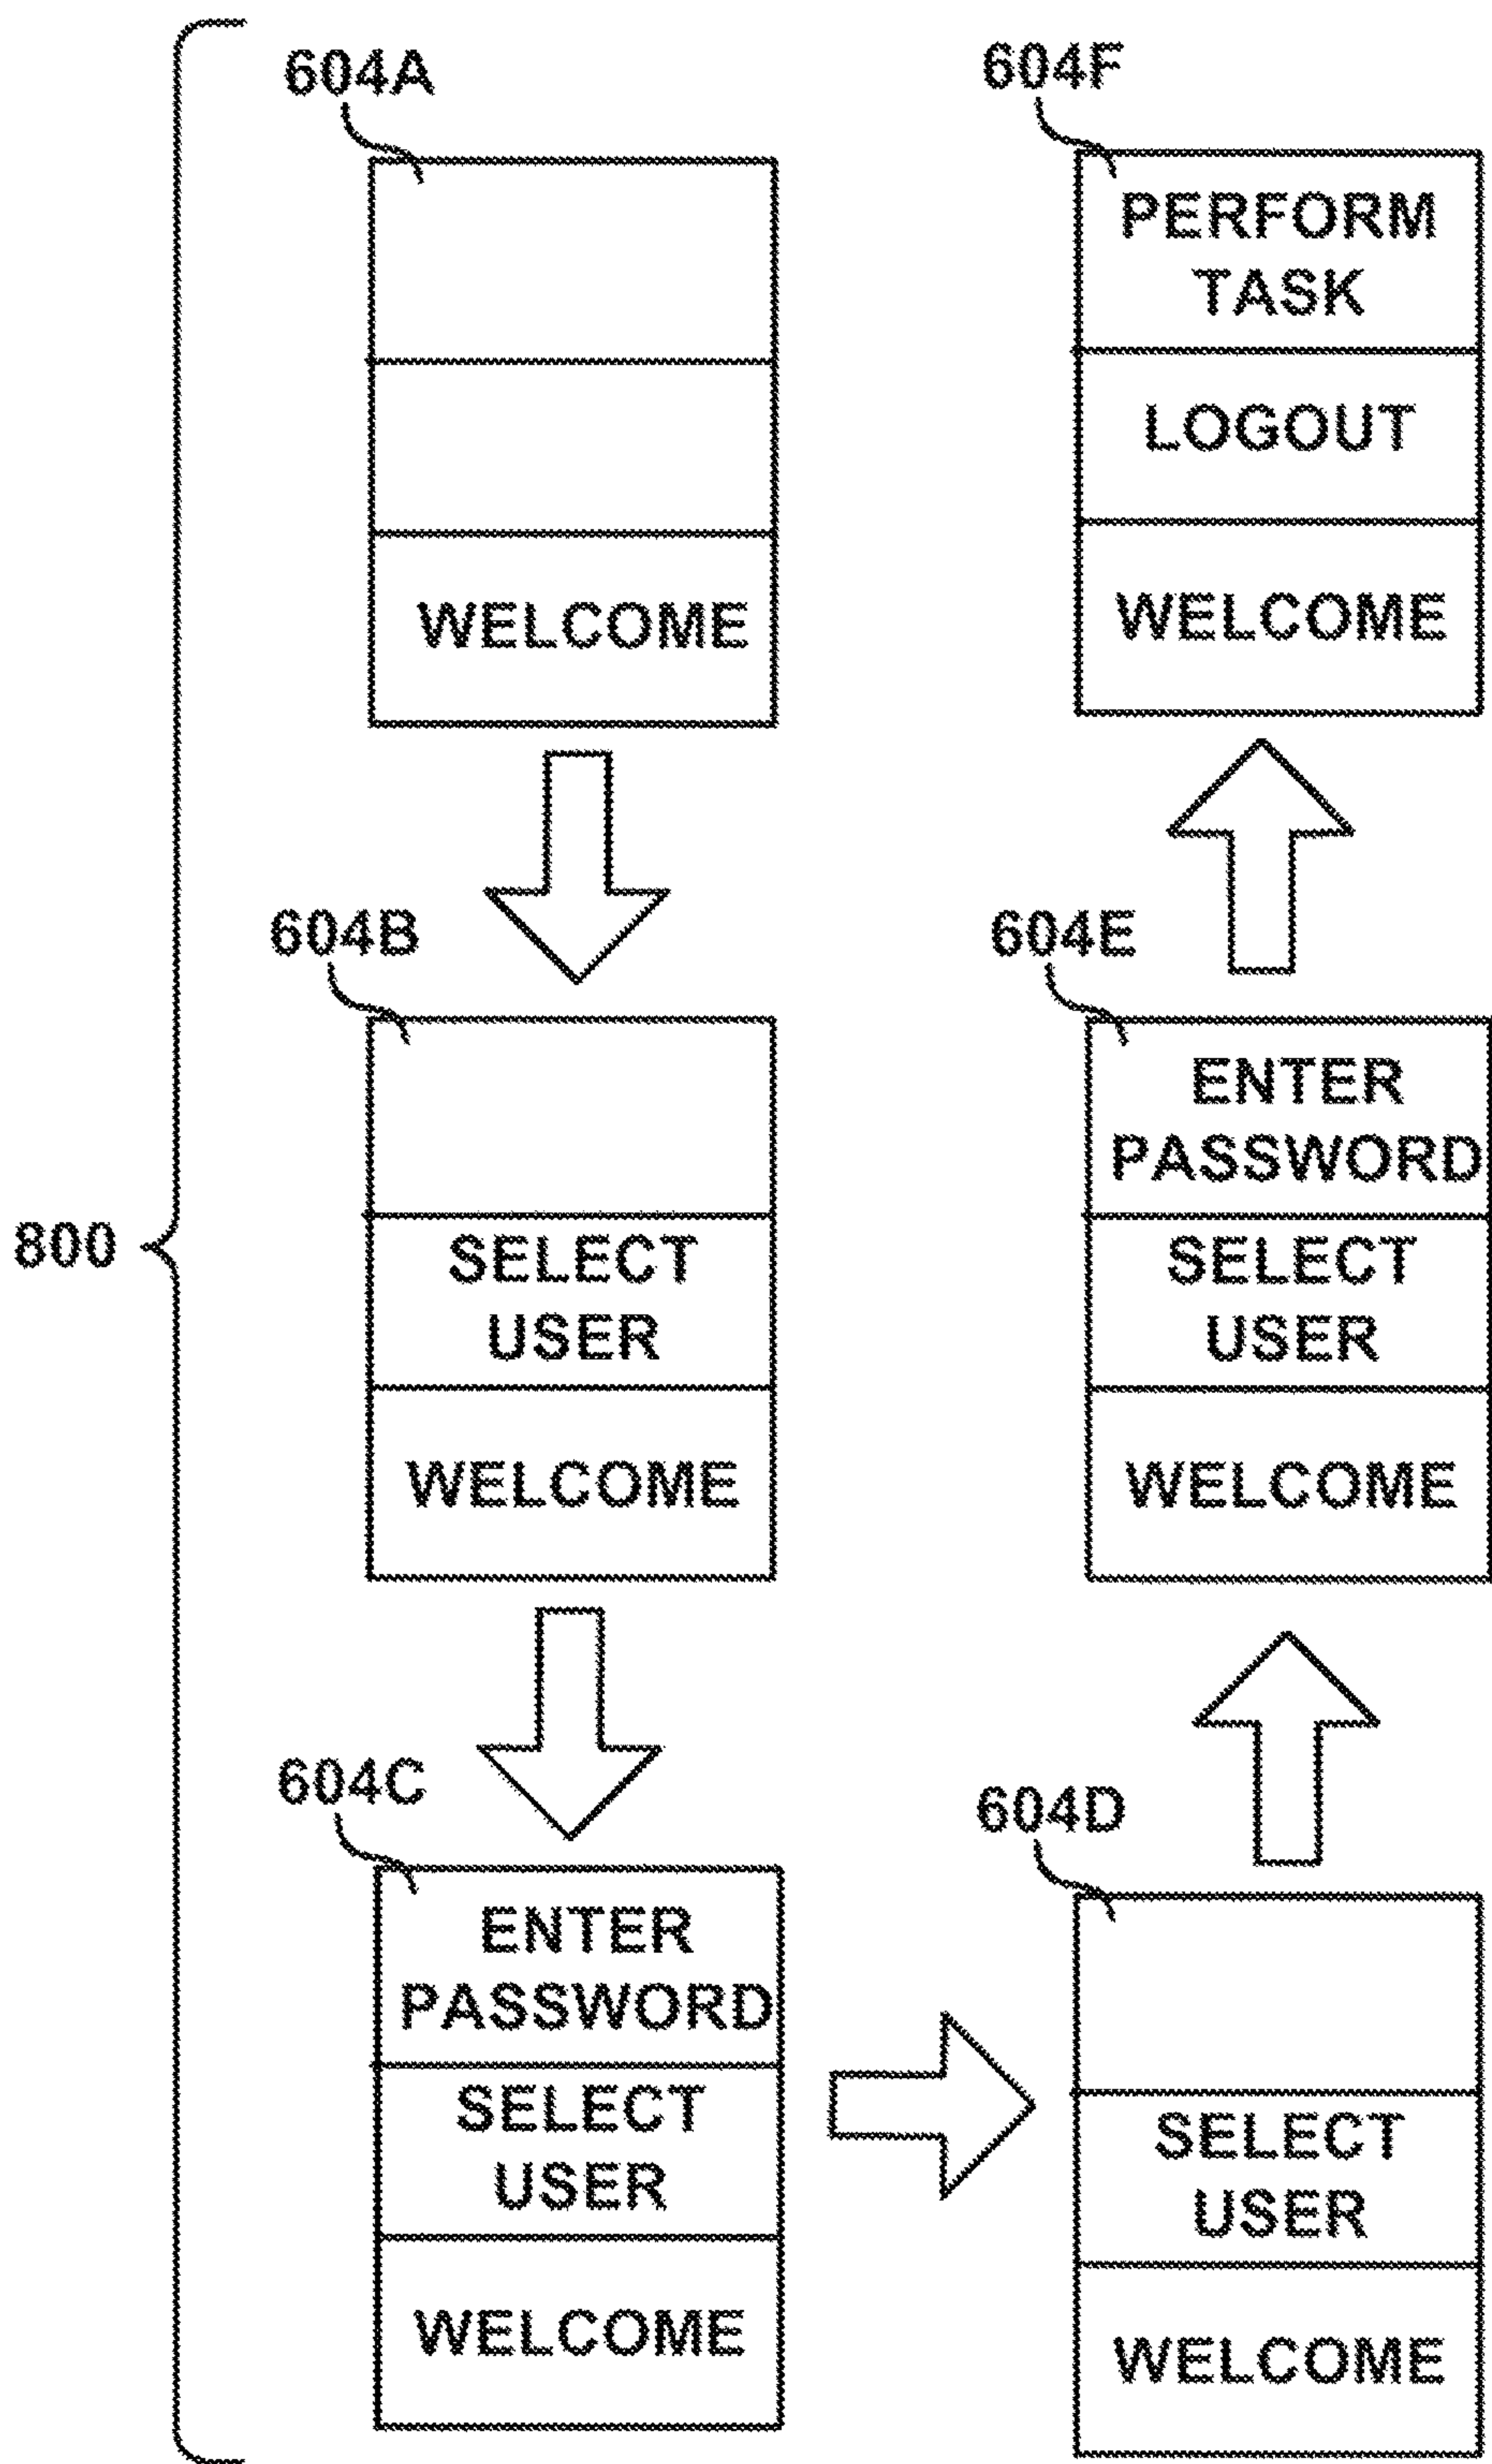 800
604A
WELCOME
604B
SELECT
USER
WELCOME
604C
ENTER
PASSWORD
SELECT
USER
WELCOME
604D
SELECT
USER
WELCOME
604E
ENTER
PASSWORD
SELECT
USER
WELCOME
604F
PERFORM
TASK
LOGOUT
WELCOME